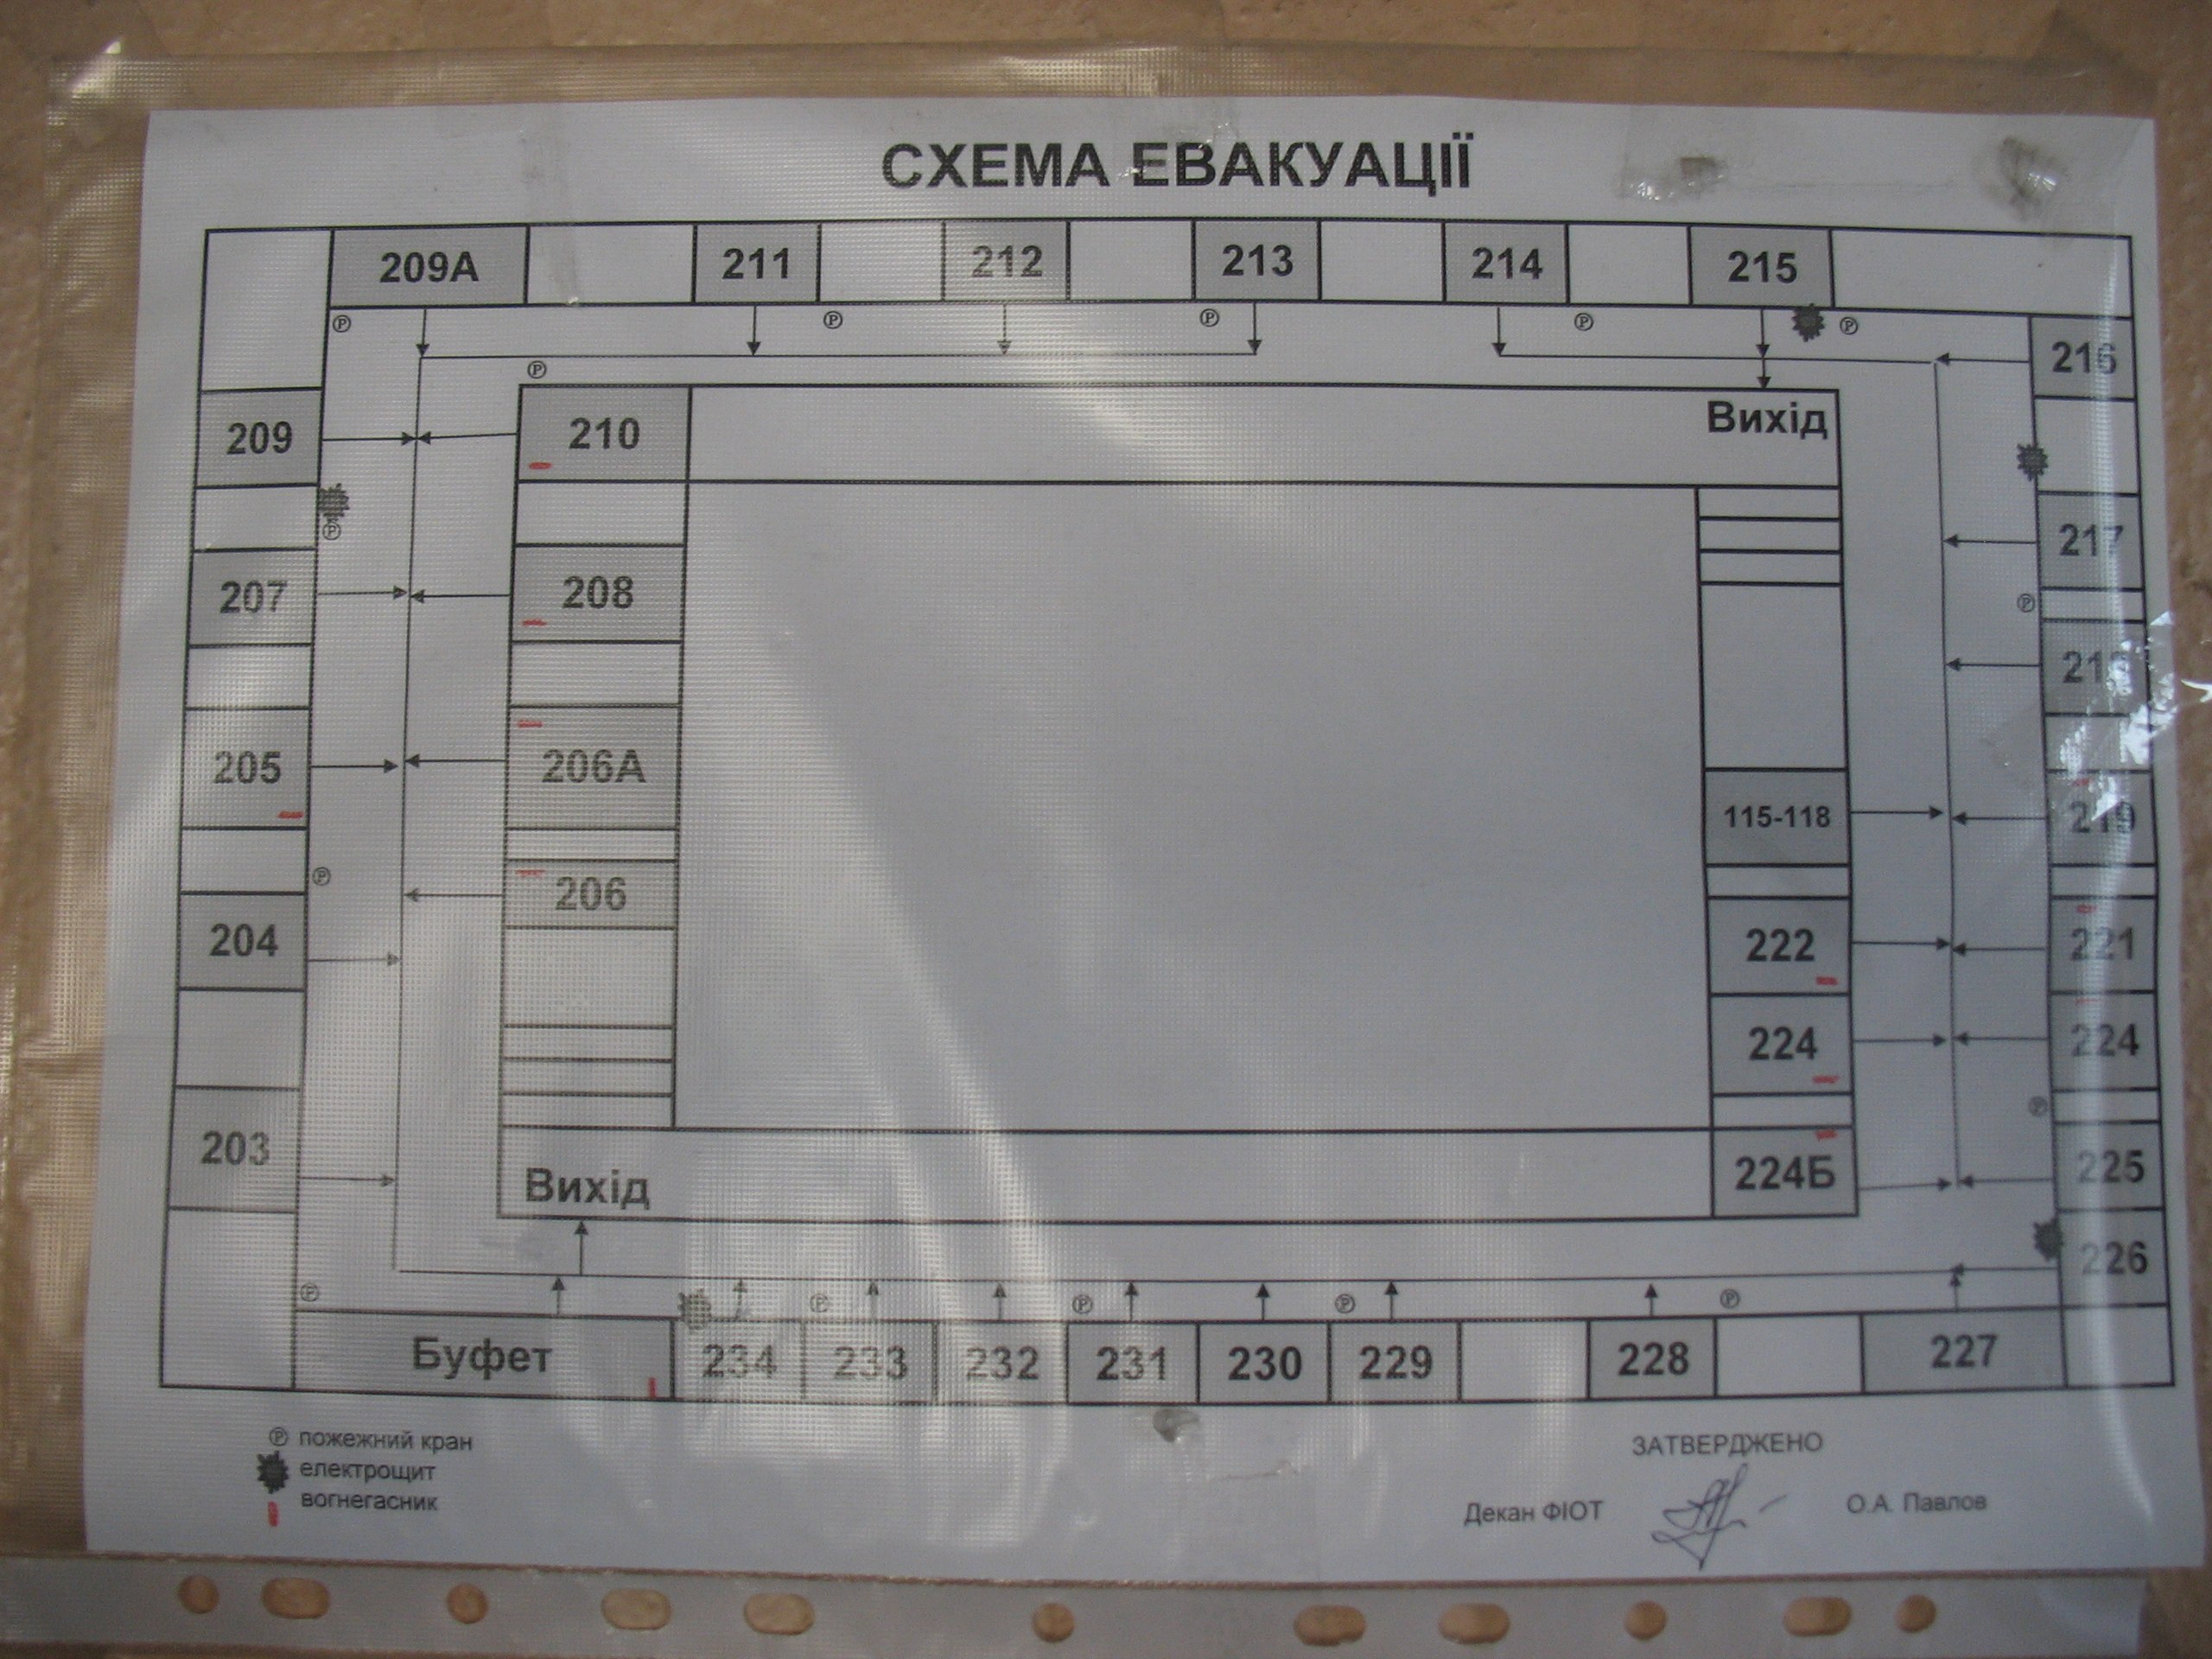 СХЕМА ЕВАКУАЦІЇ
209А 211 212 213 214 215
216
Вихід
209 210
217
207 208
218
205 206А 115-118 219
206
204 222 221
224 224
203 224Б 225
Вихід
226
Буфет 234 233 232 231 230 229 228 227
Ⓟ пожежний кран
електрощит
вогнегасник
ЗАТВЕРДЖЕНО
Декан ФІОТ О.А. Павлов